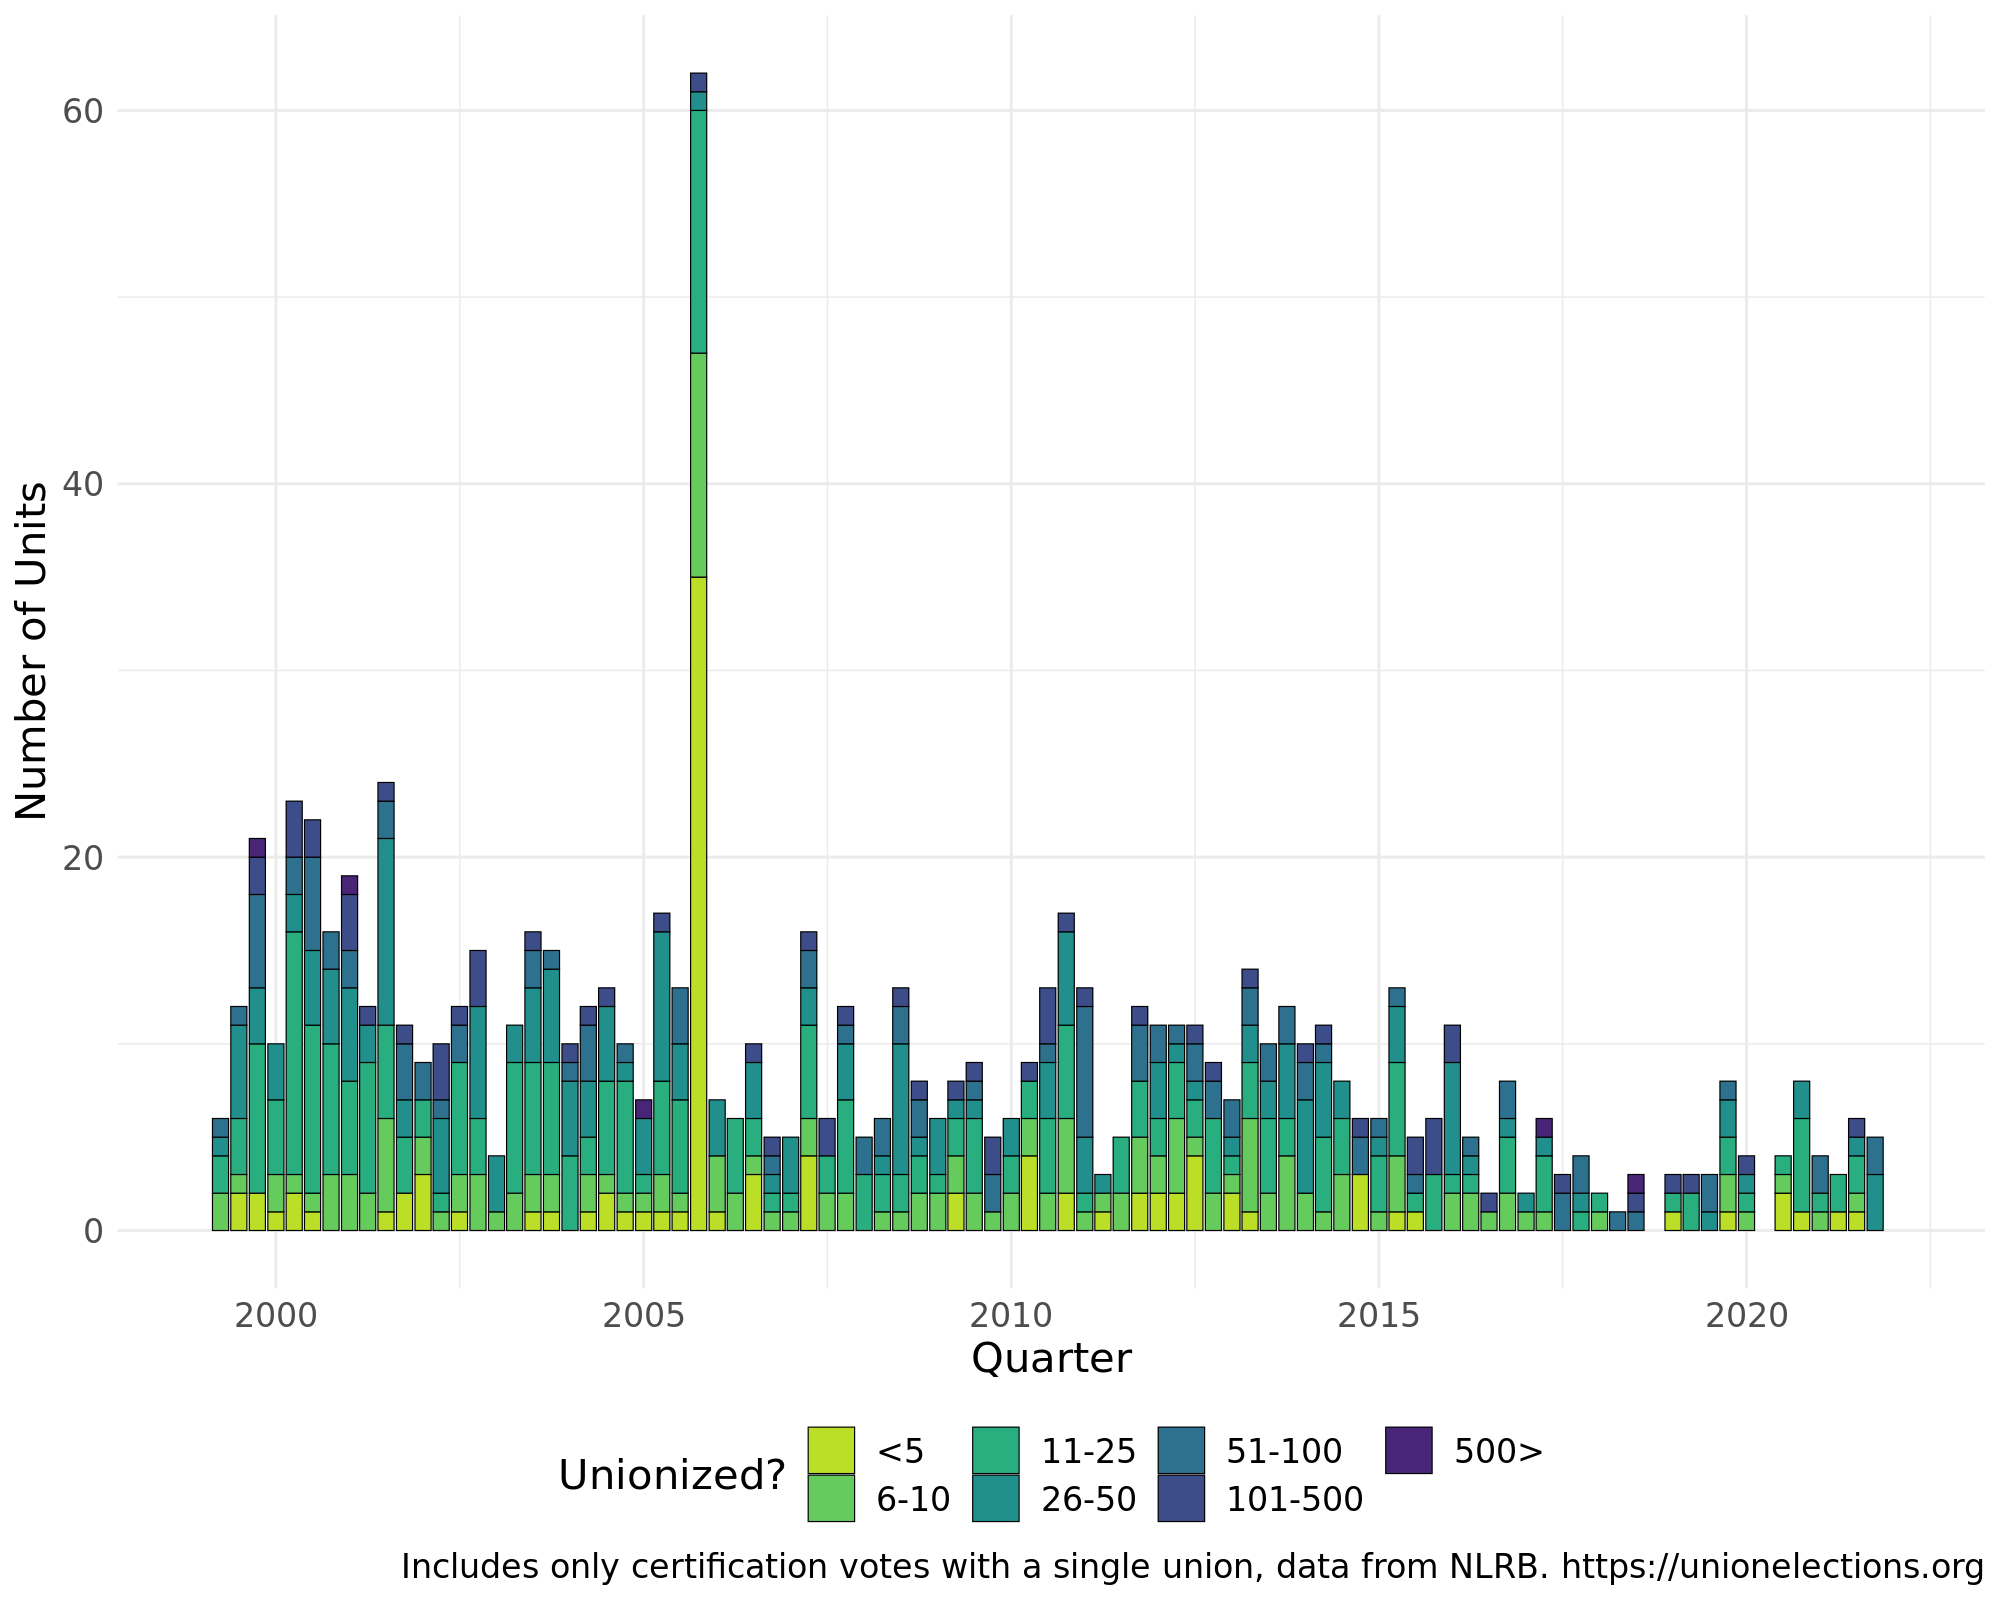 60
40
20
0
Number of Units
2000 2005 2010 2015 2020
Quarter
Unionized?
<5 11-25 51-100 500>
6-10 26-50 101-500
Includes only certification votes with a single union, data from NLRB. https://unionelections.org